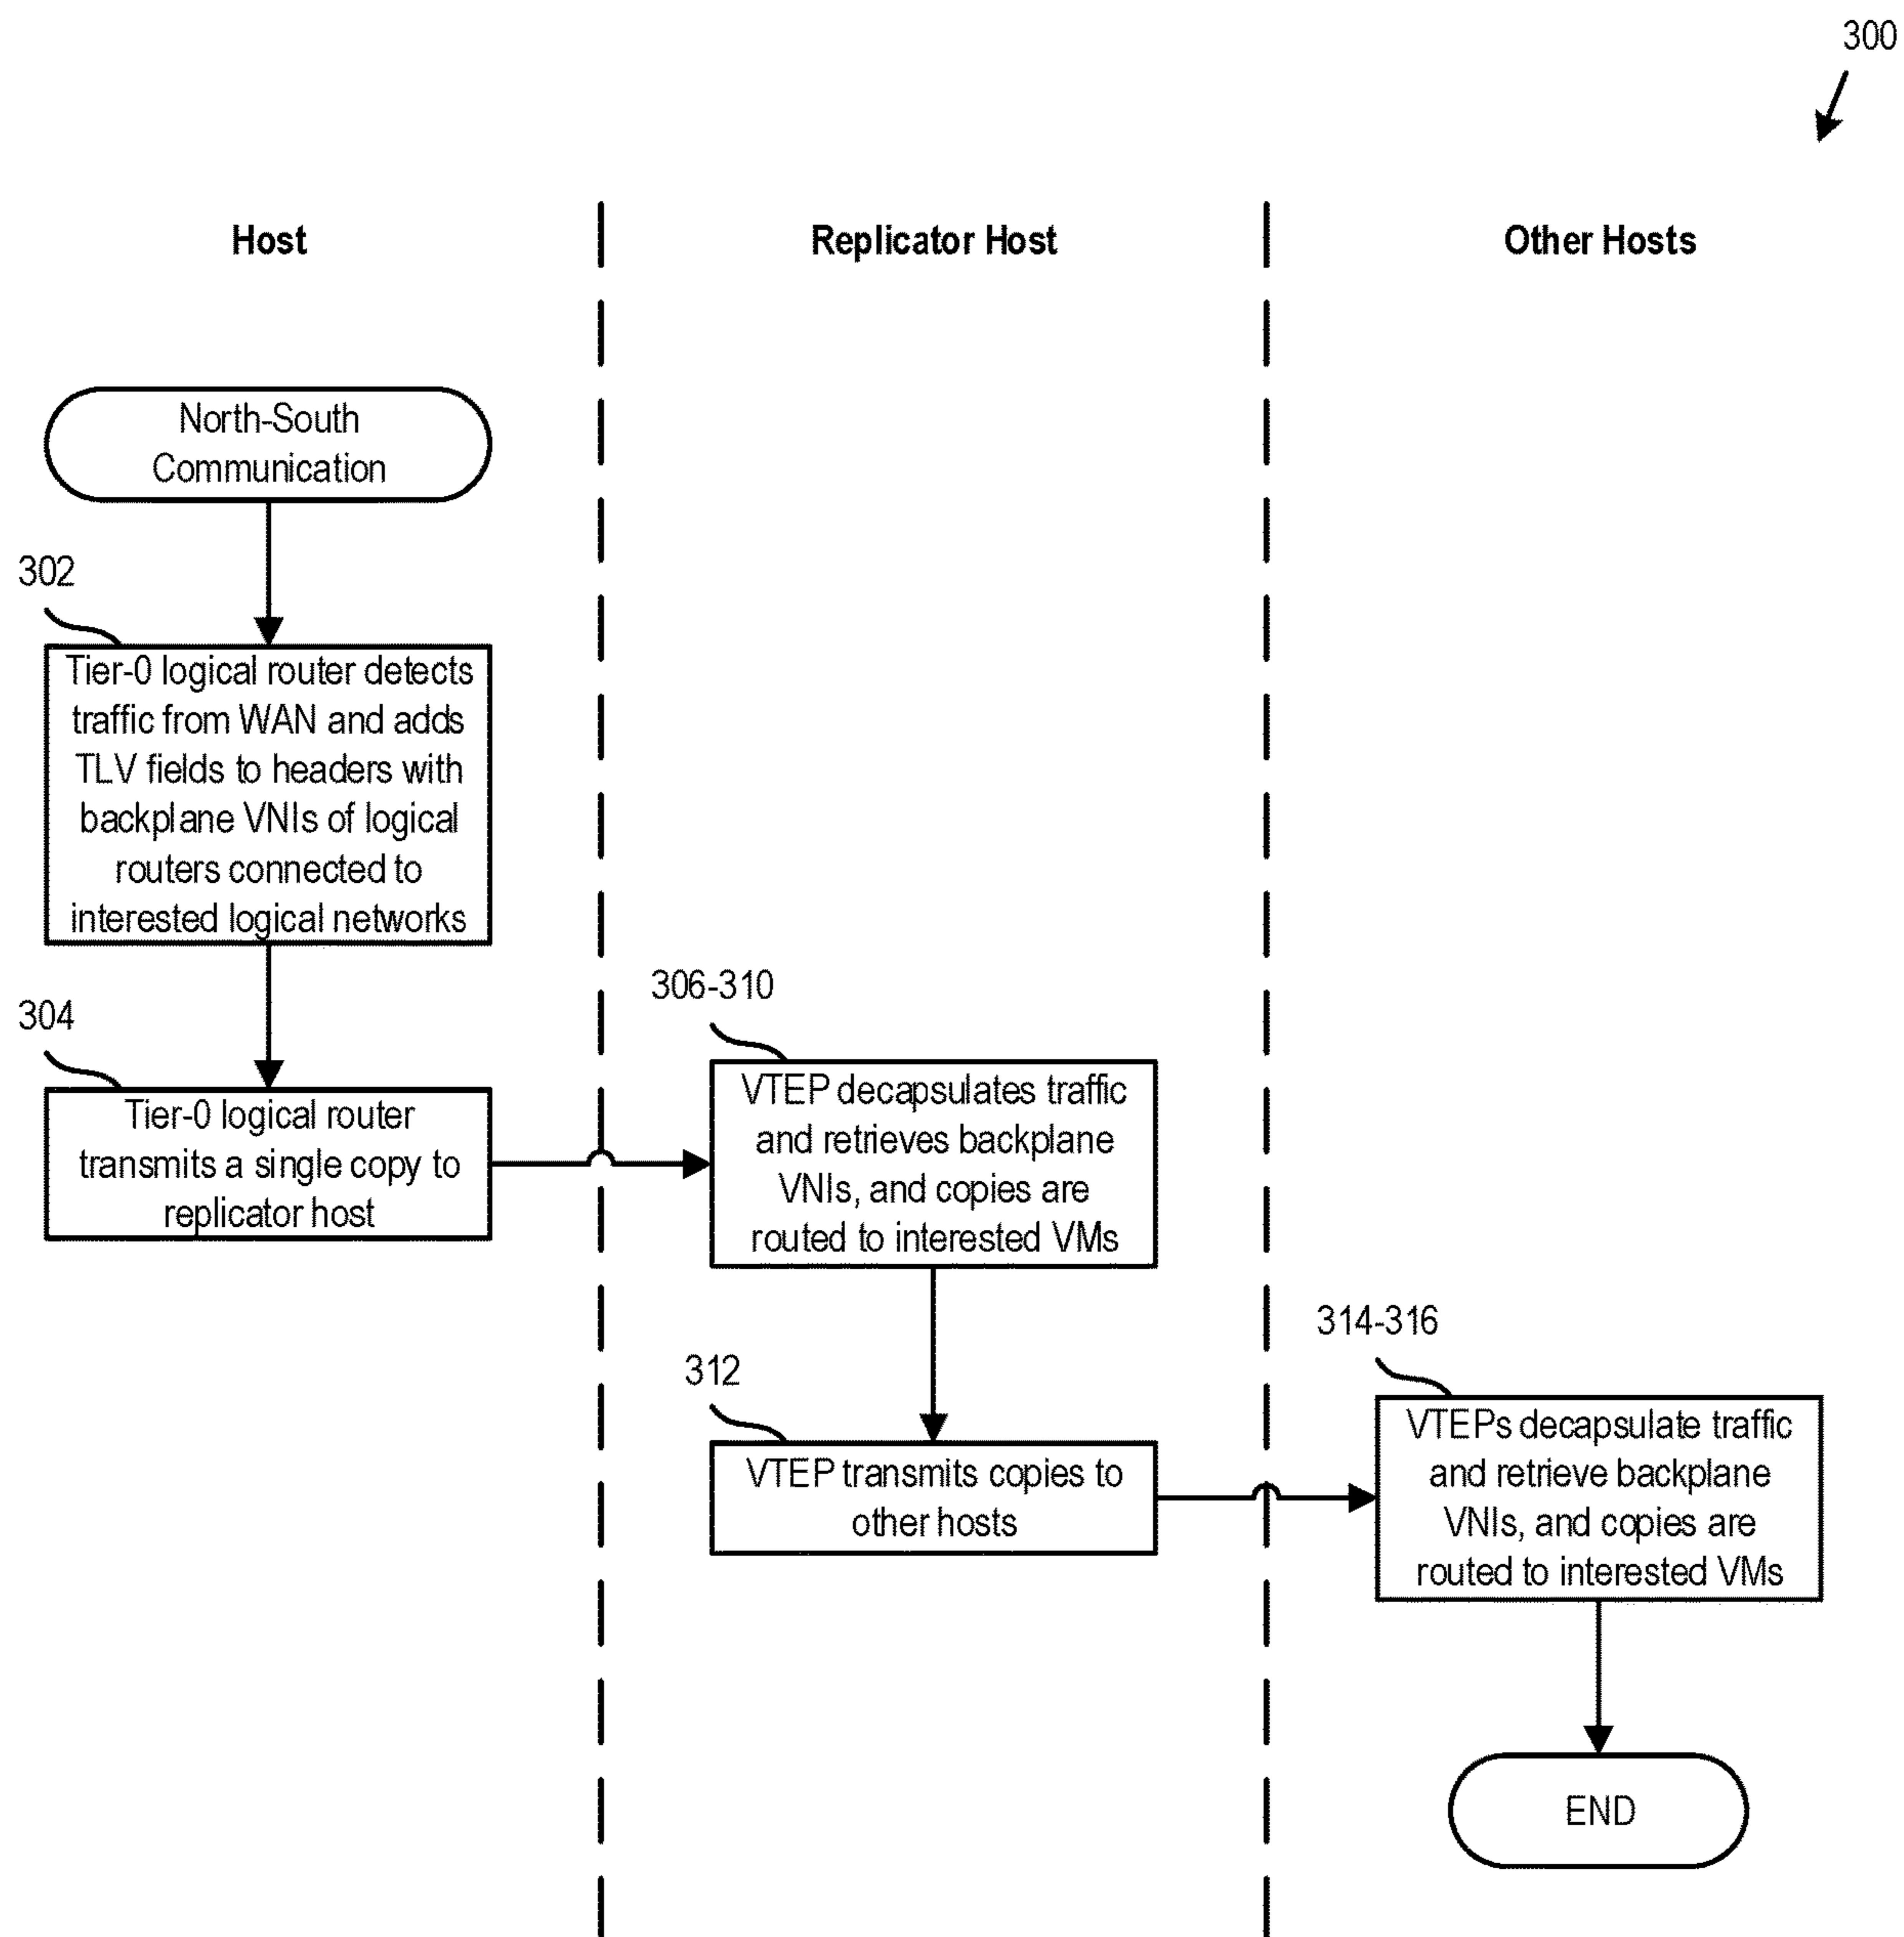 300
Host
Replicator Host
Other Hosts
North-South
Communication
302
Tier-0 logical router detects
traffic from WAN and adds
TLV fields to headers with
backplane VNIs of logical
routers connected to
interested logical networks
304
Tier-0 logical router
transmits a single copy to
replicator host
306-310
VTEP decapsulates traffic
and retrieves backplane
VNIs, and copies are
routed to interested VMs
312
VTEP transmits copies to
other hosts
314-316
VTEPs decapsulate traffic
and retrieve backplane
VNIs, and copies are
routed to interested VMs
END